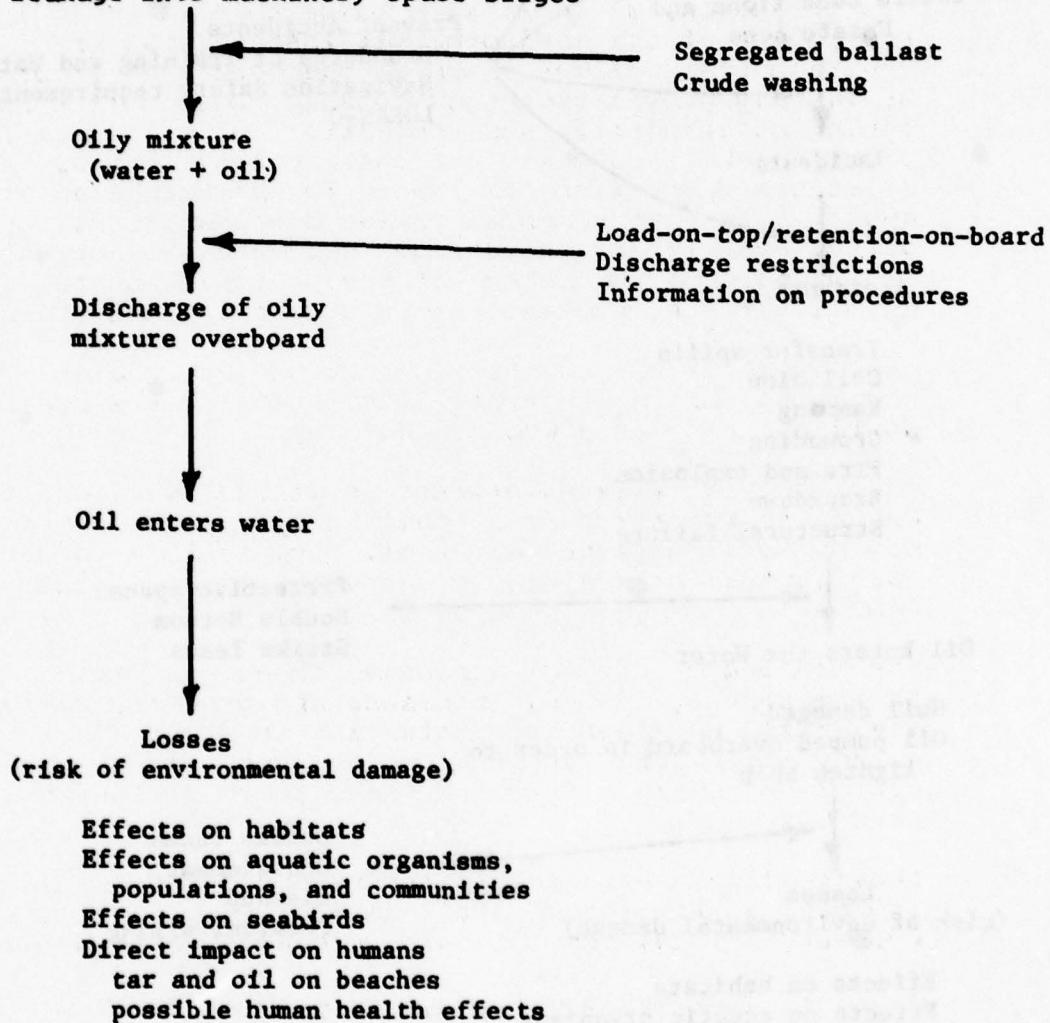 Leakage into machinery space bilges
Segregated ballast
Crude washing
Oily mixture
(water + oil)
Load-on-top/retention-on-board
Discharge restrictions
Information on procedures
Discharge of oily
mixture overboard
Oil enters water
Losses
(risk of environmental damage)
Effects on habitats
Effects on aquatic organisms,
populations, and communities
Effects on seabirds
Direct impact on humans
tar and oil on beaches
possible human health effects